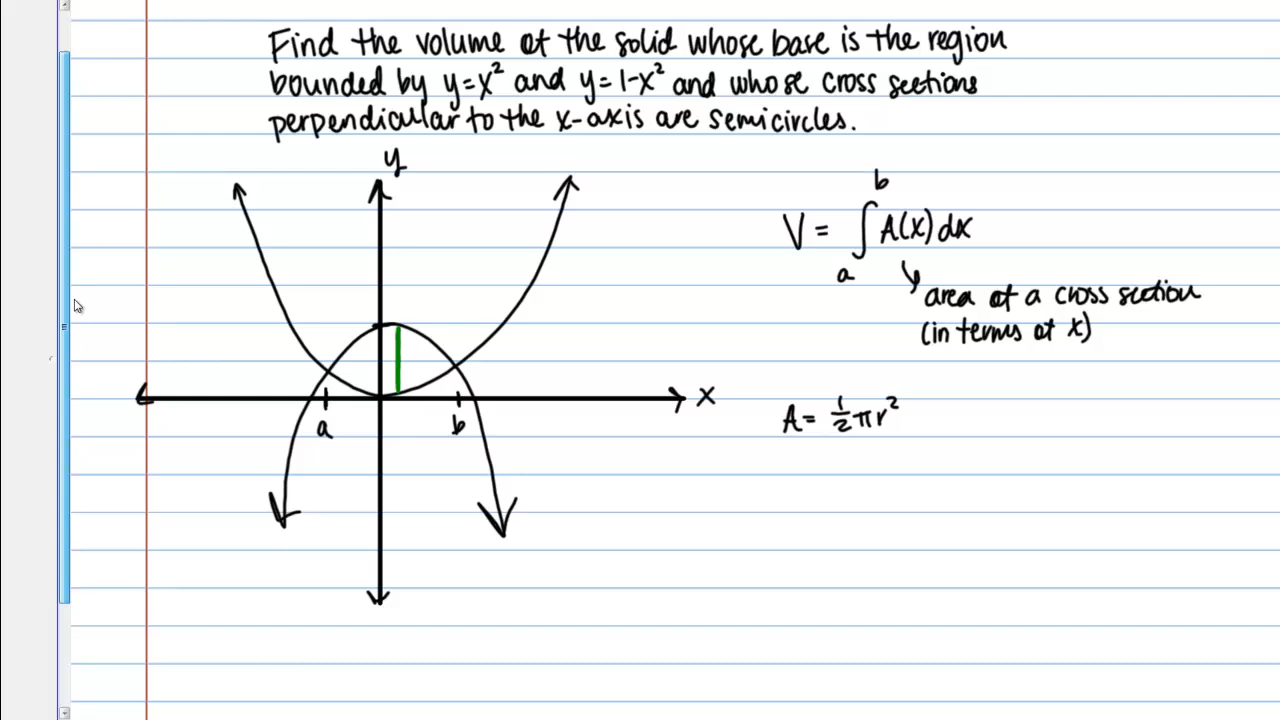 Find the volume of the solid whose base is the region
bounded by y=x² and y=1-x² and whose cross sections
perpendicular to the x-axis are semicircles.
y
b
V = ∫ A(x) dx
a
area of a cross section
(in terms of x)
x
A = ½πr²
a b